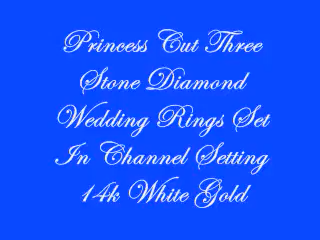 Princess Cut Three
Stone Diamond
Wedding Rings Set
In Channel Setting
14k White Gold